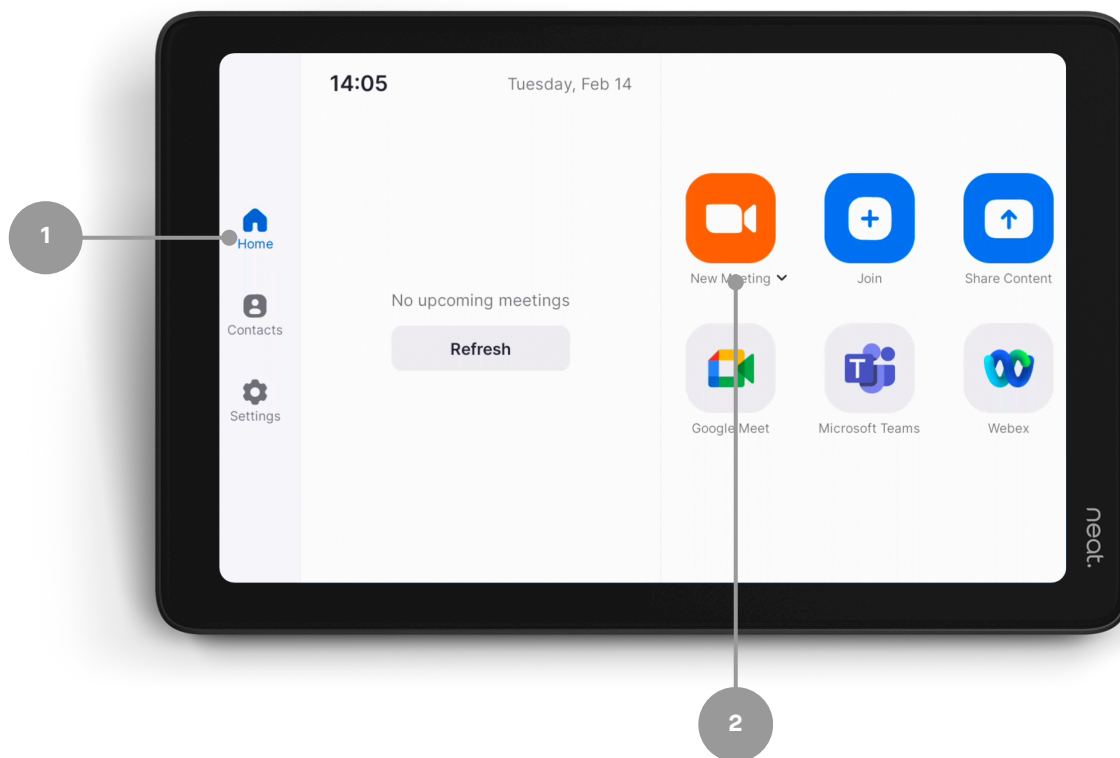 14:05
Tuesday, Feb 14
1
Home
Contacts
Settings
No upcoming meetings
Refresh
New Meeting
Join
Share Content
Google Meet
Microsoft Teams
Webex
T
neat.
2